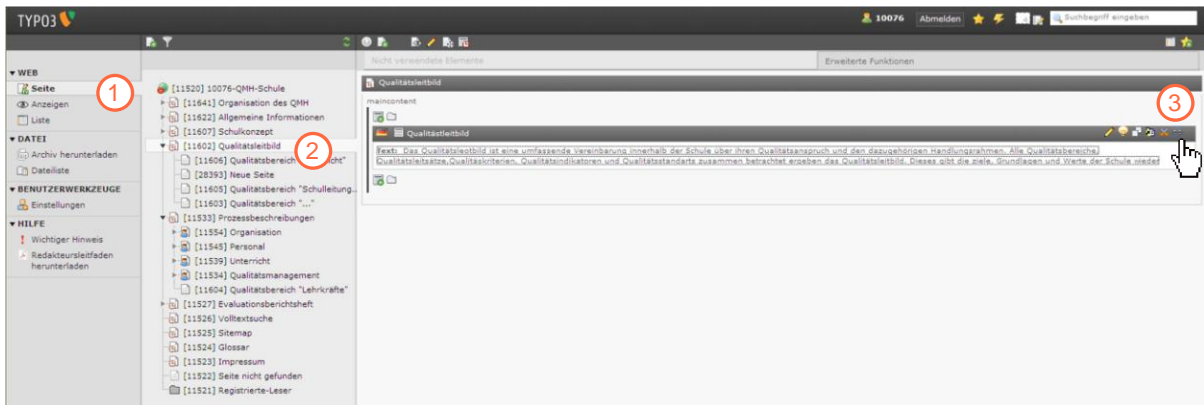 TYPO3
10076 Abmelden Suchbegriff eingeben
Nicht verwendete Elemente Erweiterte Funktionen
WEB
Seite
Anzeigen
Liste
DATEI
Archiv herunterladen
Dateiliste
BENUTZERWERKZEUGE
Einstellungen
HILFE
Wichtiger Hinweis
Redakteursleitfaden
herunterladen
1
[11520] 10076-QMH-Schule
[11641] Organisation des QMH
[11622] Allgemeine Informationen
[11607] Schulkonzept
[11602] Qualitätsleitbild
[11606] Qualitätsbereich
[28393] Neue Seite
[11605] Qualitätsbereich "Schulleitung...
[11603] Qualitätsbereich "..."
[11533] Prozessbeschreibungen
[11554] Organisation
[11545] Personal
[11539] Unterricht
[11534] Qualitätsmanagement
[11604] Qualitätsbereich "Lehrkräfte"
[11527] Evaluationsberichtsheft
[11526] Volltextsuche
[11525] Sitemap
[11524] Glossar
[11523] Impressum
[11522] Seite nicht gefunden
[11521] Registrierte-Leser
2
Qualitätsleitbild
maincontent
3
Qualitästleitbild
Text: Das Qualitätsleotbild ist eine umfassende Vereinbarung innerhalb der Schule über ihren Qualitätsanspruch und den dazugehörigen Handlungsrahmen. Alle Qualitätsbereiche,
Qualitätsleitsätze,Qualitäskriterien, Qualitätsindikatoren und Qualitätsstandarts zusammen betrachtet ergeben das Qualitätsleitbild. Dieses gibt die ziele, Grundlagen und Werte der Schule wieder